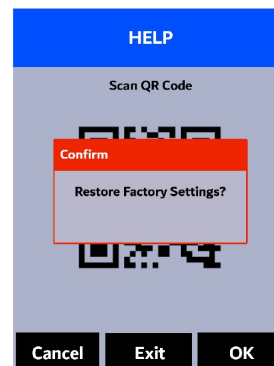 HELP
Scan QR Code
Confirm
Restore Factory Settings?
Cancel Exit OK